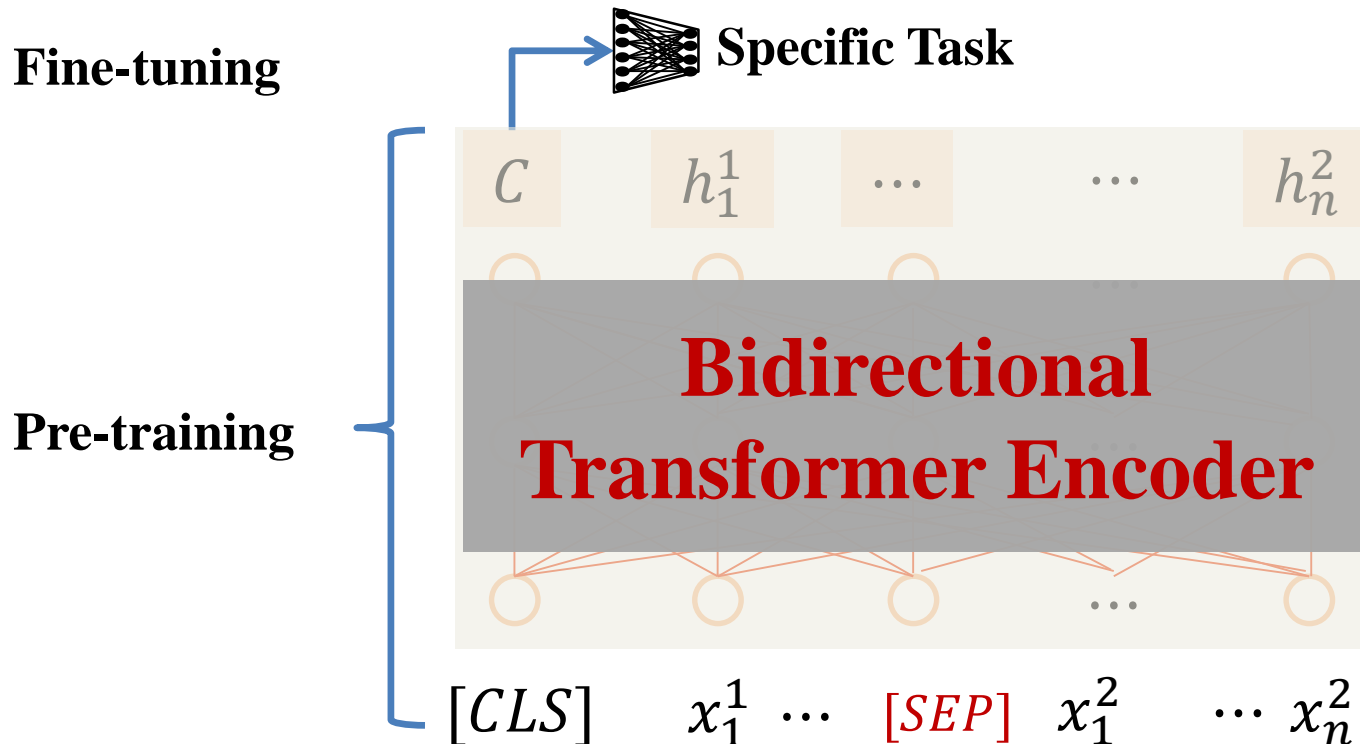 Fine-tuning
Specific Task
C h_1^1 ... ... h_n^2
...
Pre-training
Bidirectional
Transformer Encoder
...
...
[CLS] x_1^1 ... [SEP] x_1^2 ... x_n^2